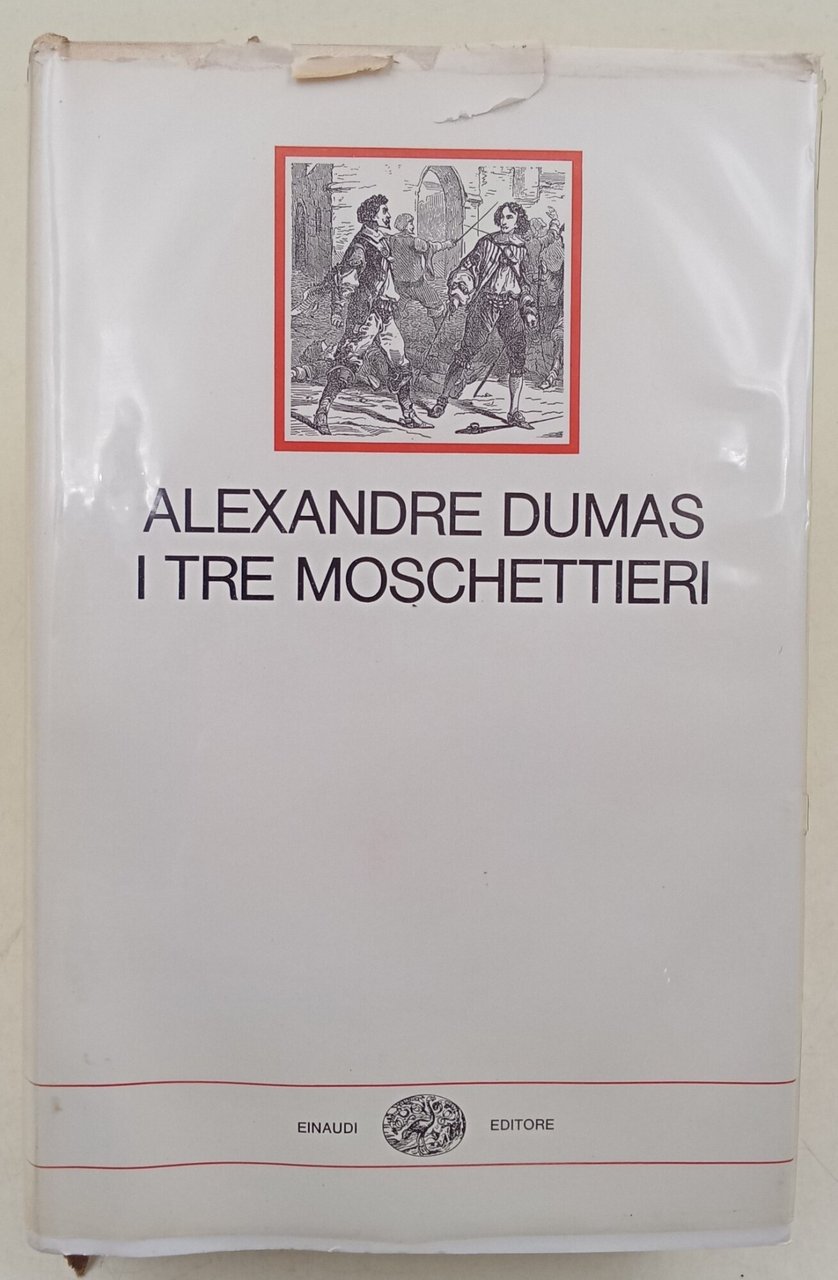 ALEXANDRE DUMAS
I TRE MOSCHETTIERI
EINAUDI EDITORE